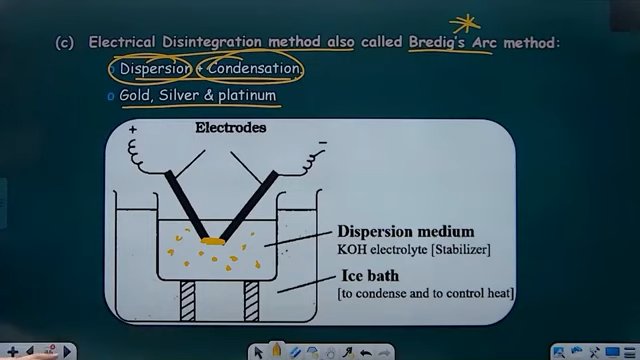 (c) Electrical Disintegration method also called Bredig's Arc method:
o Dispersion + Condensation.
o Gold, Silver & platinum
+ Electrodes −
Dispersion medium
KOH electrolyte [Stabilizer]
Ice bath
[to condense and to control heat]